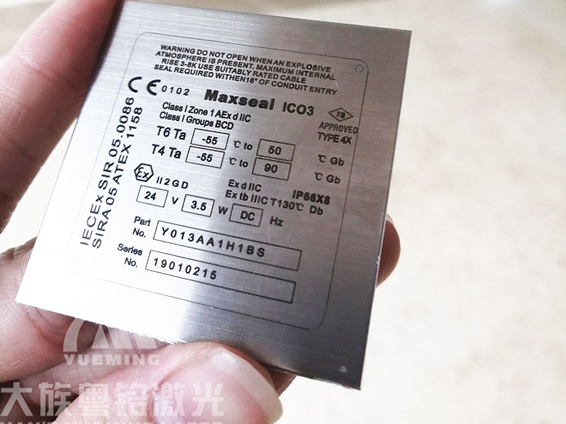 WARNING DO NOT OPEN WHEN AN EXPLOSIVE
ATMOSPHERE IS PRESENT. MAXIMUM INTERNAL
RISE 3-8K USE SUITABLY RATED CABLE
SEAL REQUIRED WITHEN18" OF CONDUIT ENTRY
CE 0102 Maxseal ICO3
FM
APPROVED
TYPE 4X
Class I Zone 1 AEx d IIC
Class I Groups BCD
T6 Ta -55 ℃ to 50 ℃ Gb
T4 Ta -55 ℃ to 90 ℃ Gb
Ex II 2 G D Ex d IIC IP66X8
Ex tb IIIC T130℃ Db
24 V 3.5 W DC Hz
Part
No. Y013AA1H1BS
Series
No. 19010215
IECEx SIR 05.0086
SIRA 05 ATEX 1158
YUEMING
大族粤铭激光